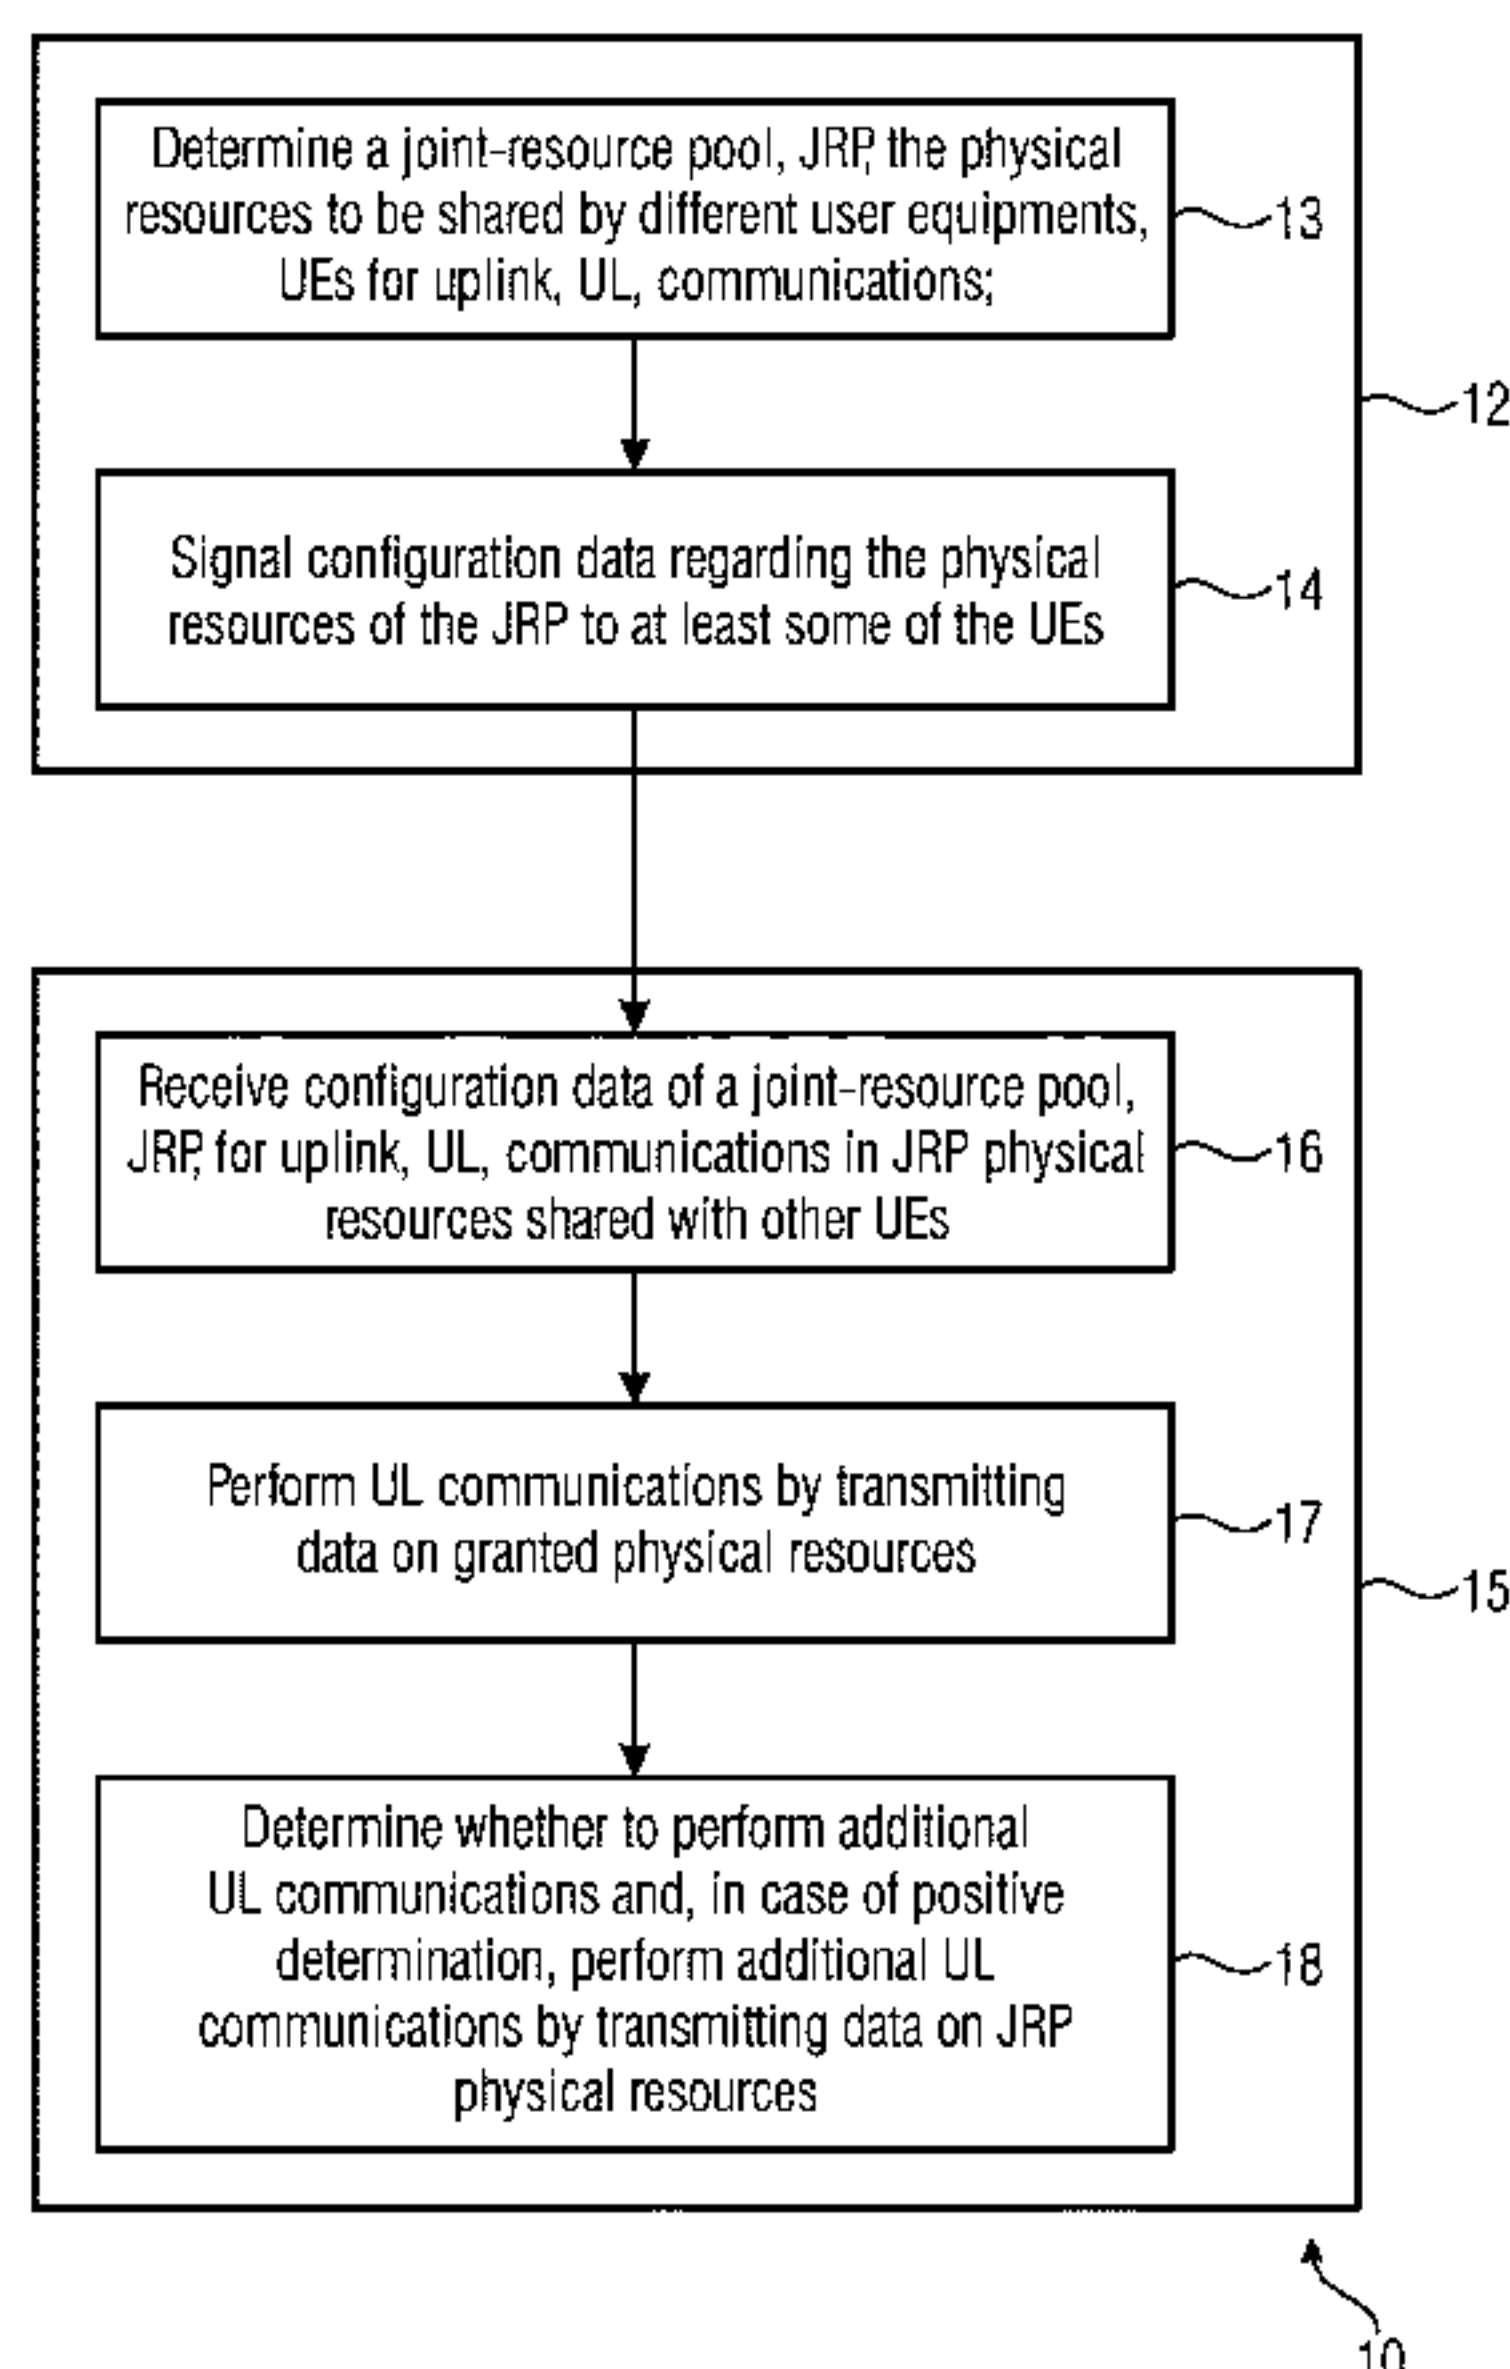 Determine a joint-resource pool, JRP, the physical
resources to be shared by different user equipments,
UEs for uplink, UL, communications;
13
12
Signal configuration data regarding the physical
resources of the JRP to at least some of the UEs
14
Receive configuration data of a joint-resource pool,
JRP, for uplink, UL, communications in JRP physical
resources shared with other UEs
16
Perform UL communications by transmitting
data on granted physical resources
17
15
Determine whether to perform additional
UL communications and, in case of positive
determination, perform additional UL
communications by transmitting data on JRP
physical resources
18
10